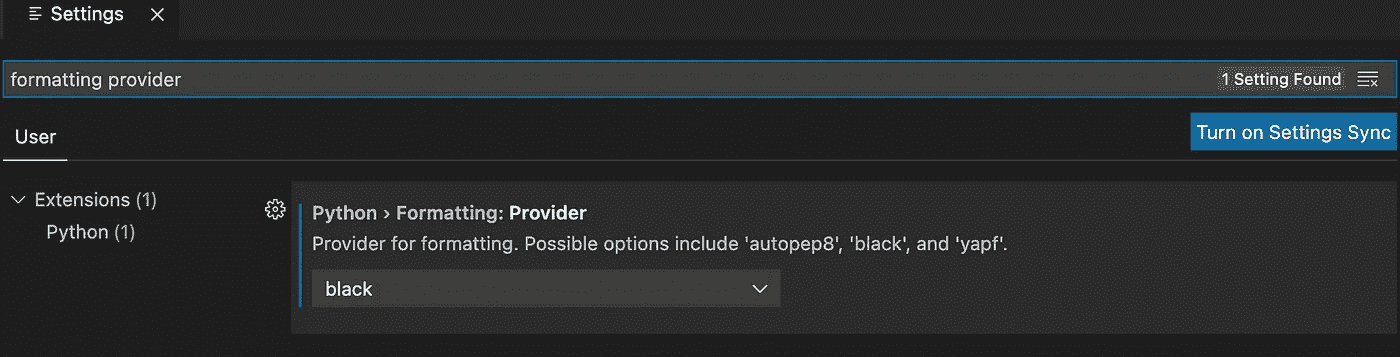 Settings
formatting provider
1 Setting Found
User
Turn on Settings Sync
Extensions (1)
Python (1)
Python › Formatting: Provider
Provider for formatting. Possible options include 'autopep8', 'black', and 'yapf'.
black